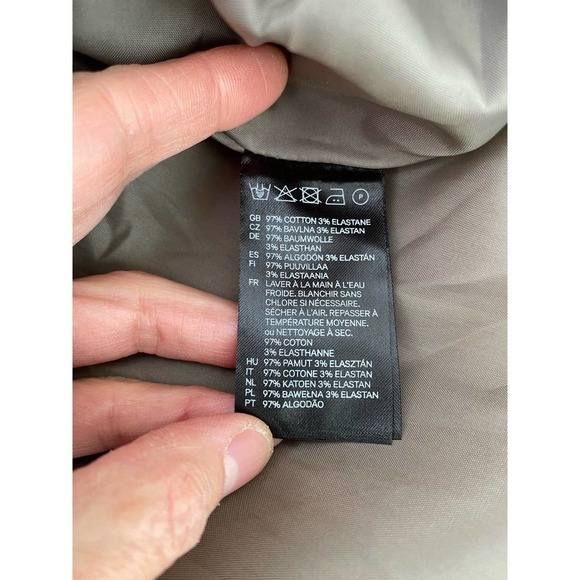 P
GB 97% COTTON 3% ELASTANE
CZ 97% BAVLNA 3% ELASTAN
DE 97% BAUMWOLLE
3% ELASTHAN
ES 97% ALGODÓN 3% ELASTÁN
FI 97% PUUVILLAA
3% ELASTAANIA
FR LAVER À LA MAIN À L'EAU
FROIDE. BLANCHIR SANS
CHLORE SI NÉCESSAIRE.
SÉCHER À L'AIR. REPASSER À
TEMPÉRATURE MOYENNE.
OÙ NETTOYAGE À SEC.
97% COTON
3% ELASTHANNE
HU 97% PAMUT 3% ELASZTÁN
IT 97% COTONE 3% ELASTAN
NL 97% KATOEN 3% ELASTAN
PL 97% BAWEŁNA 3% ELASTAN
PT 97% ALGODÃO